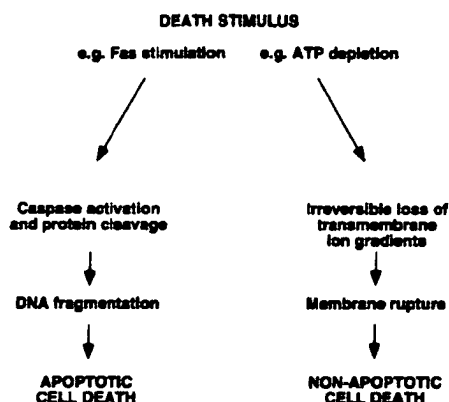 DEATH STIMULUS
e.g. Fas stimulation e.g. ATP depletion
Caspase activation
and protein cleavage
Irreversible loss of
transmembrane
ion gradients
DNA fragmentation
Membrane rupture
APOPTOTIC
CELL DEATH
NON-APOPTOTIC
CELL DEATH